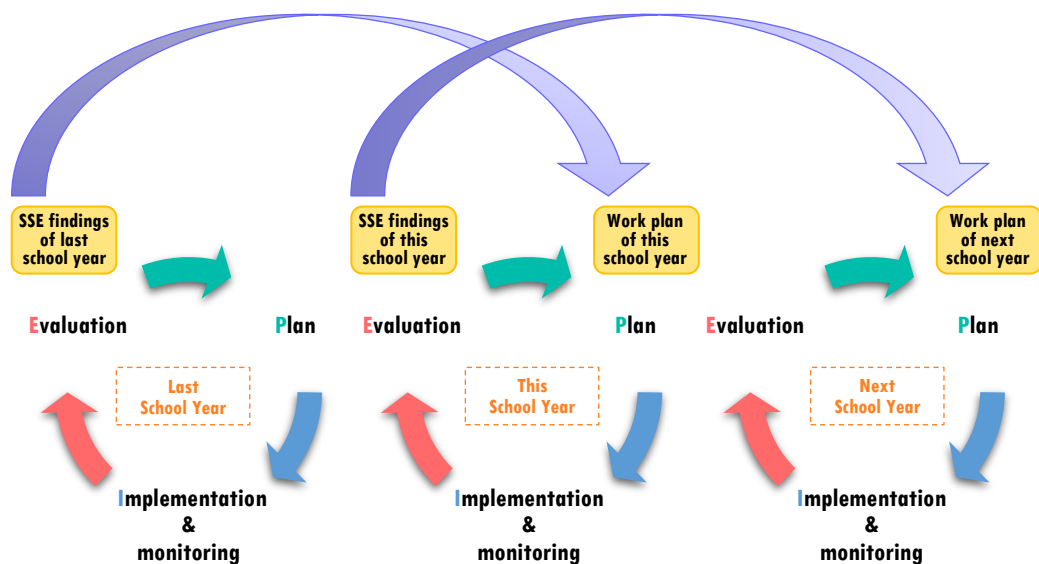 SSE findings
of last
school year
SSE findings
of this
school year
Work plan
of this
school year
Work plan
of next
school year
Evaluation
Plan
Evaluation
Plan
Evaluation
Plan
Last
School Year
This
School Year
Next
School Year
Implementation
&
monitoring
Implementation
&
monitoring
Implementation
&
monitoring